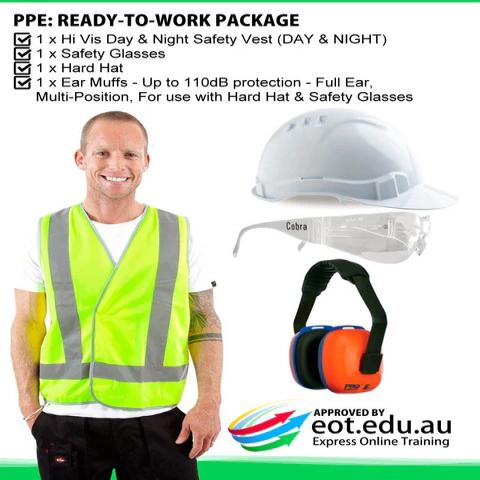 PPE: READY-TO-WORK PACKAGE
1 x Hi Vis Day & Night Safety Vest (DAY & NIGHT)
1 x Safety Glasses
1 x Hard Hat
1 x Ear Muffs - Up to 110dB protection - Full Ear,
Multi-Position, For use with Hard Hat & Safety Glasses
Cobra
APPROVED BY
eot.edu.au
Express Online Training